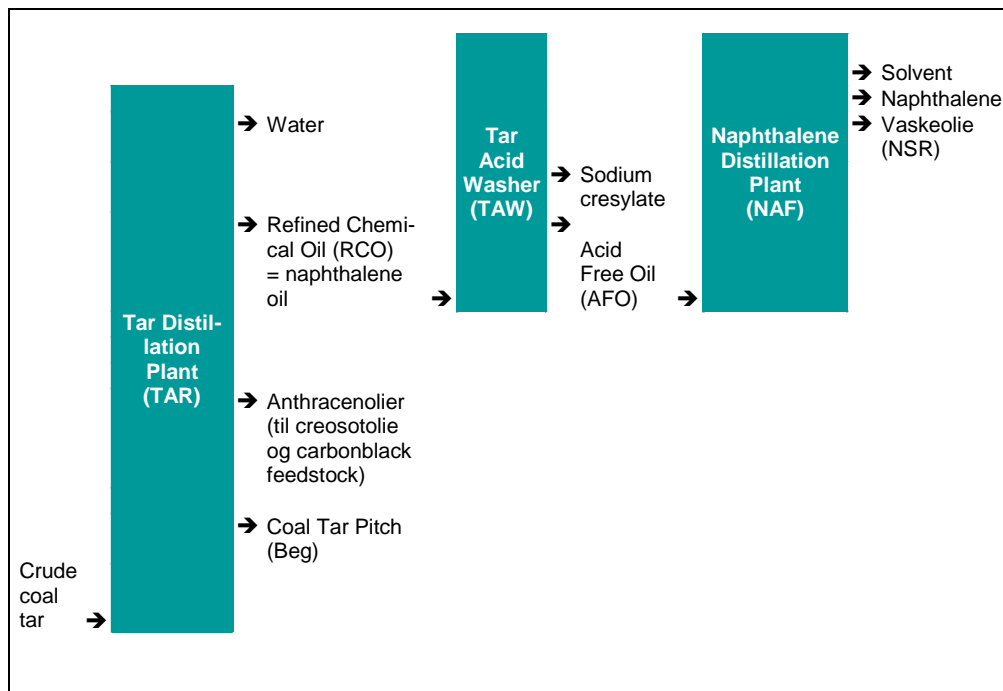 Crude
coal
tar
➔
Tar Distil-
lation
Plant
(TAR)
➔ Water
➔ Refined Chemi-
cal Oil (RCO)
= naphthalene
oil
➔ Anthracenolier
(til creosotolie
og carbonblack
feedstock)
➔ Coal Tar Pitch
(Beg)
➔
Tar
Acid
Washer
(TAW)
➔ Sodium
cresylate
➔
Acid
Free Oil
(AFO)
➔
Naphthalene
Distillation
Plant
(NAF)
➔ Solvent
➔ Naphthalene
➔ Vaskeolie
(NSR)